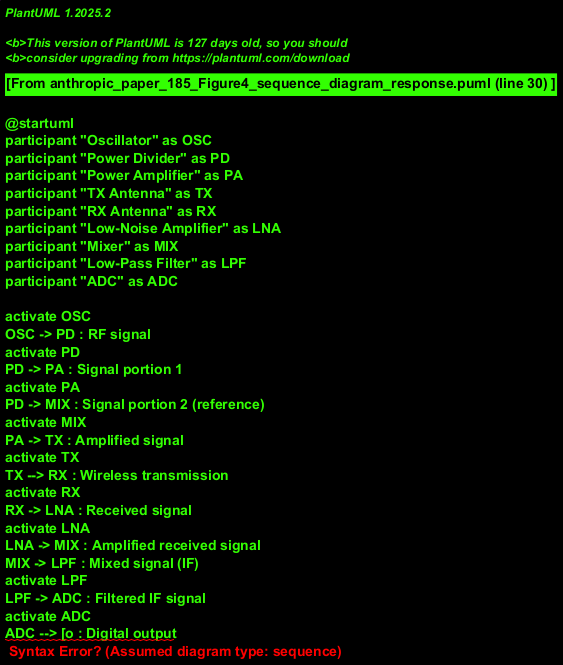 PlantUML 1.2025.2
<b>This version of PlantUML is 127 days old, so you should
<b>consider upgrading from https://plantuml.com/download
[From anthropic_paper_185_Figure4_sequence_diagram_response.puml (line 30) ]
@startuml
participant "Oscillator" as OSC
participant "Power Divider" as PD
participant "Power Amplifier" as PA
participant "TX Antenna" as TX
participant "RX Antenna" as RX
participant "Low-Noise Amplifier" as LNA
participant "Mixer" as MIX
participant "Low-Pass Filter" as LPF
participant "ADC" as ADC
activate OSC
OSC -> PD : RF signal
activate PD
PD -> PA : Signal portion 1
activate PA
PD -> MIX : Signal portion 2 (reference)
activate MIX
PA -> TX : Amplified signal
activate TX
TX --> RX : Wireless transmission
activate RX
RX -> LNA : Received signal
activate LNA
LNA -> MIX : Amplified received signal
MIX -> LPF : Mixed signal (IF)
activate LPF
LPF -> ADC : Filtered IF signal
activate ADC
ADC --> [o : Digital output
Syntax Error? (Assumed diagram type: sequence)